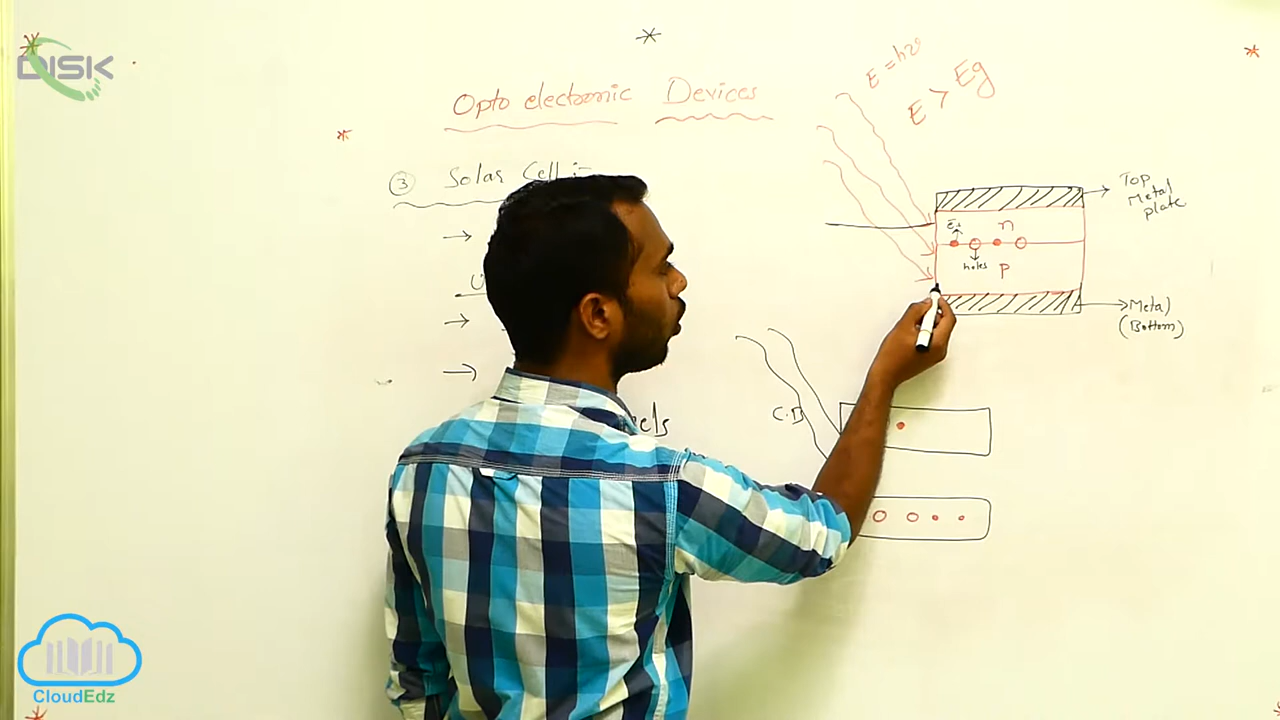 DISK
Opto electronic Devices
E = hν
E > Eg
③ Solar Cell :-
→
→
→
Top
Metal
plate
n
holes
p
Metal
(Bottom)
C.B
CloudEdz